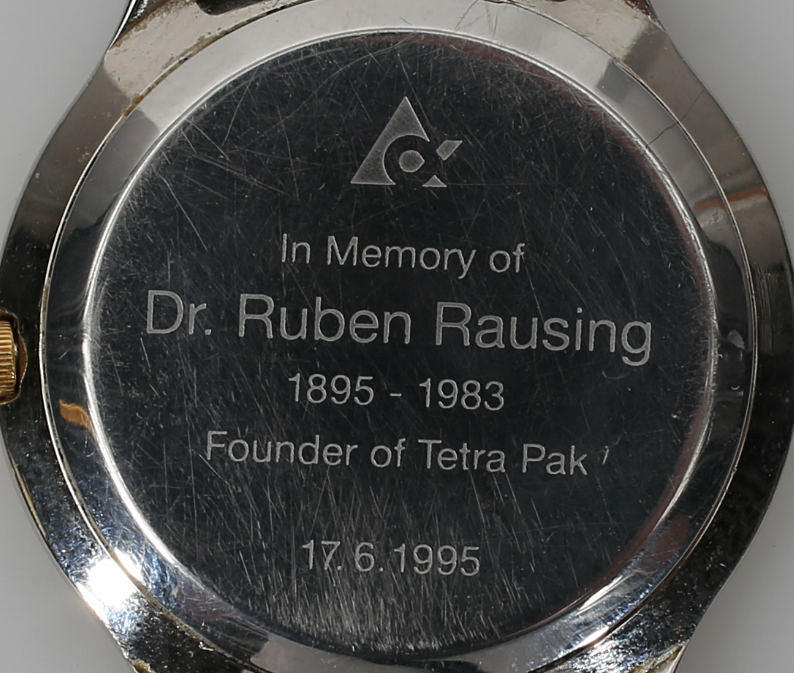 In Memory of
Dr. Ruben Rausing
1895 - 1983
Founder of Tetra Pak
17.6.1995